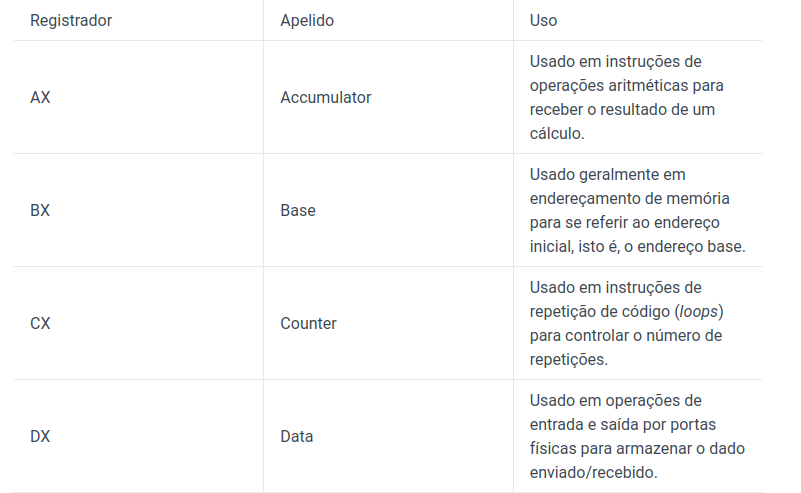 Registrador Apelido Uso
AX Accumulator Usado em instruções de
operações aritméticas para
receber o resultado de um
cálculo.
BX Base Usado geralmente em
endereçamento de memória
para se referir ao endereço
inicial, isto é, o endereço base.
CX Counter Usado em instruções de
repetição de código (loops)
para controlar o número de
repetições.
DX Data Usado em operações de
entrada e saída por portas
físicas para armazenar o dado
enviado/recebido.